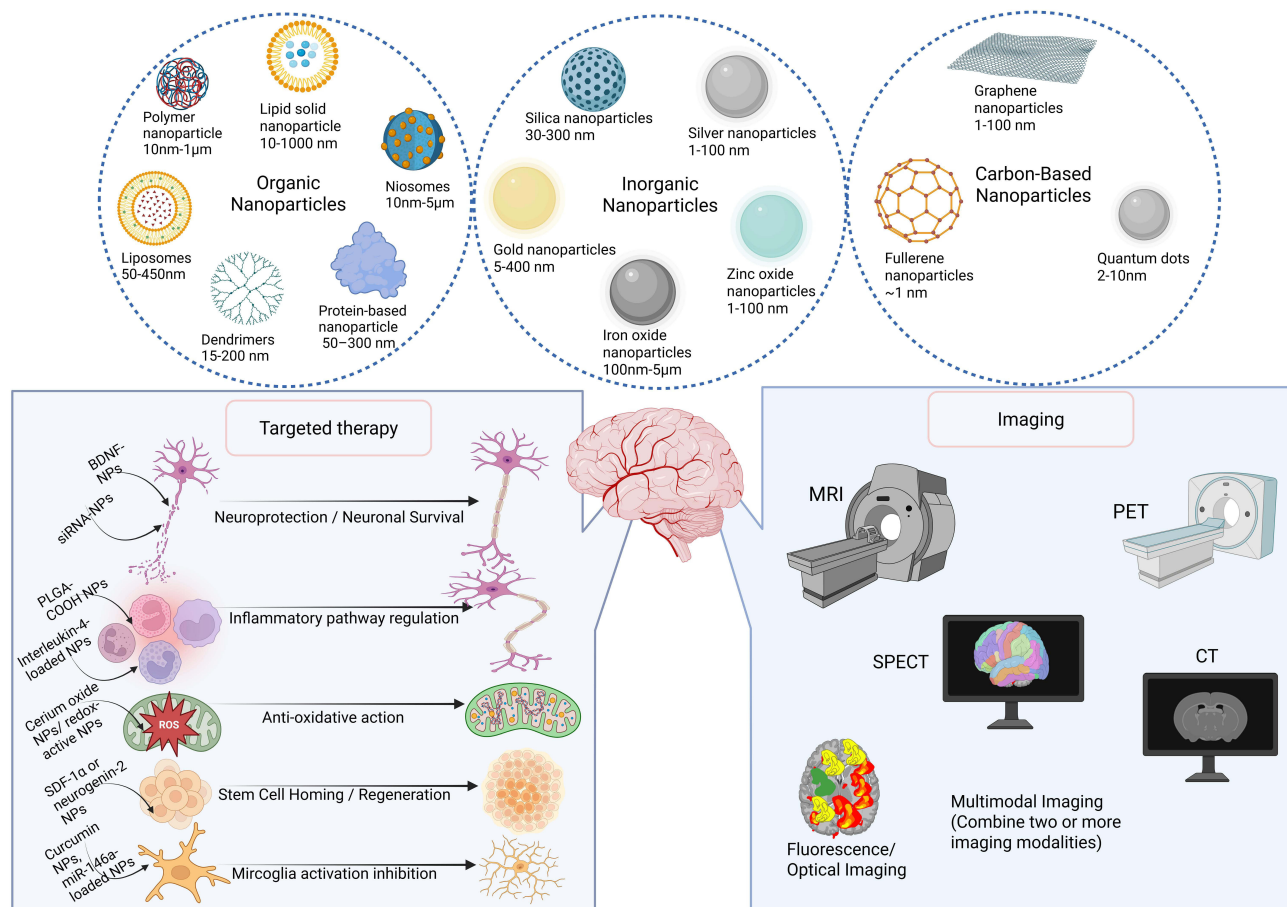 Polymer
nanoparticle
10nm-1µm
Lipid solid
nanoparticle
10-1000 nm
Niosomes
10nm-5µm
Organic
Nanoparticles
Liposomes
50-450nm
Dendrimers
15-200 nm
Protein-based
nanoparticle
50–300 nm
Silica nanoparticles
30-300 nm
Silver nanoparticles
1-100 nm
Inorganic
Nanoparticles
Gold nanoparticles
5-400 nm
Zinc oxide
nanoparticles
1-100 nm
Iron oxide
nanoparticles
100nm-5µm
Graphene
nanoparticles
1-100 nm
Carbon-Based
Nanoparticles
Fullerene
nanoparticles
~1 nm
Quantum dots
2-10nm
Targeted therapy
BDNF-
NPs
siRNA-NPs
Neuroprotection / Neuronal Survival
PLGA-
COOH NPs
Interleukin-4-
loaded NPs
Inflammatory pathway regulation
Cerium oxide
NPs/ redox-
active NPs
ROS
Anti-oxidative action
SDF-1α or
neurogenin-2
NPs
Stem Cell Homing / Regeneration
Curcumin
NPs,
miR-146a-
loaded NPs
Mircoglia activation inhibition
Imaging
MRI
PET
SPECT
CT
Fluorescence/
Optical Imaging
Multimodal Imaging
(Combine two or more
imaging modalities)